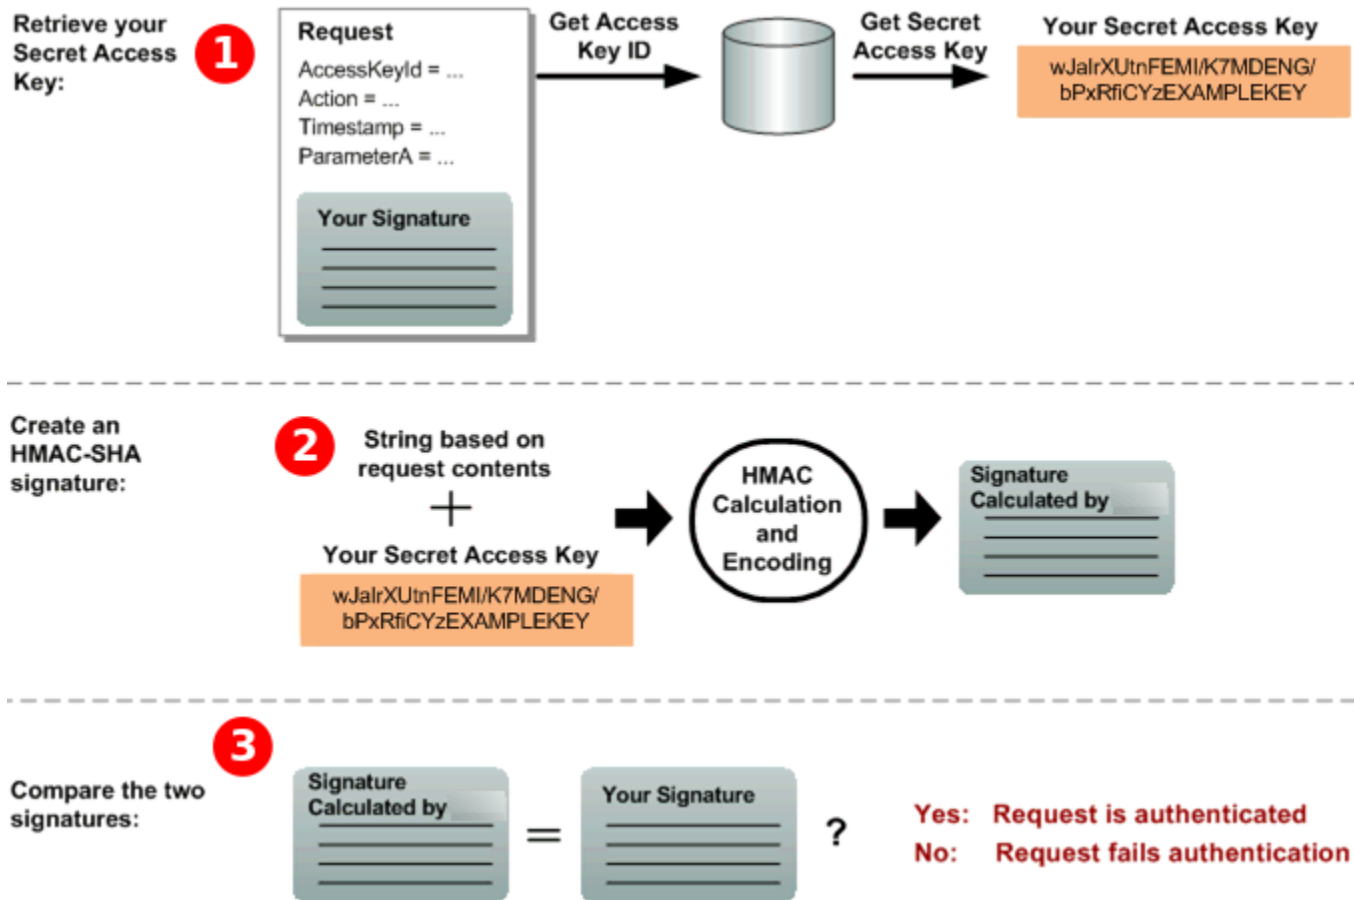 Retrieve your
Secret Access
Key:
1
Request
AccessKeyId = ...
Action = ...
Timestamp = ...
ParameterA = ...
Your Signature
Get Access
Key ID
Get Secret
Access Key
Your Secret Access Key
wJalrXUtnFEMI/K7MDENG/
bPxRfiCYzEXAMPLEKEY
Create an
HMAC-SHA
signature:
2
String based on
request contents
+
Your Secret Access Key
wJalrXUtnFEMI/K7MDENG/
bPxRfiCYzEXAMPLEKEY
HMAC
Calculation
and
Encoding
Signature
Calculated by
3
Compare the two
signatures:
Signature
Calculated by
=
Your Signature
?
Yes: Request is authenticated
No: Request fails authentication